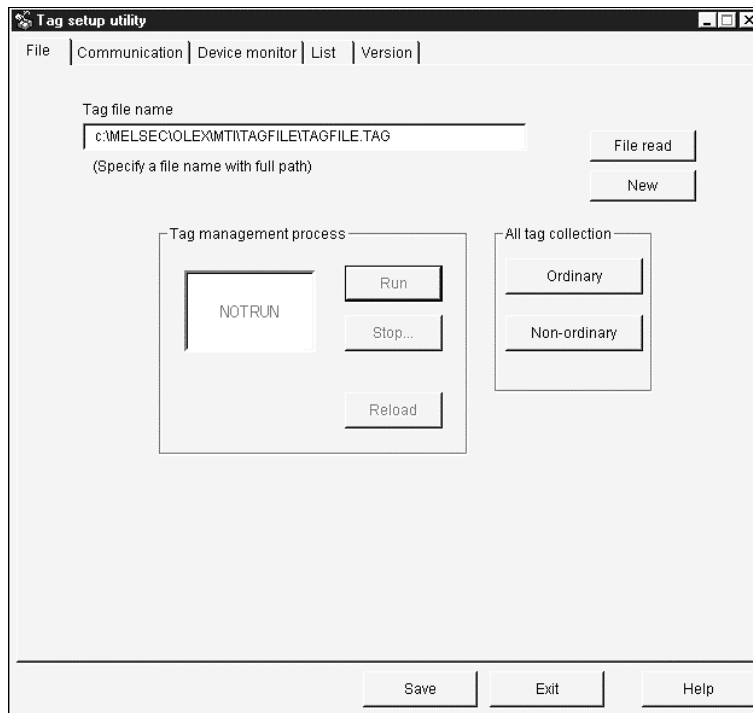 Tag setup utility
File Communication Device monitor List Version
Tag file name
c:\MELSEC\OLEX\MTI\TAGFILE\TAGFILE.TAG
(Specify a file name with full path)
File read
New
Tag management process
NOTRUN
Run
Stop...
Reload
All tag collection
Ordinary
Non-ordinary
Save Exit Help